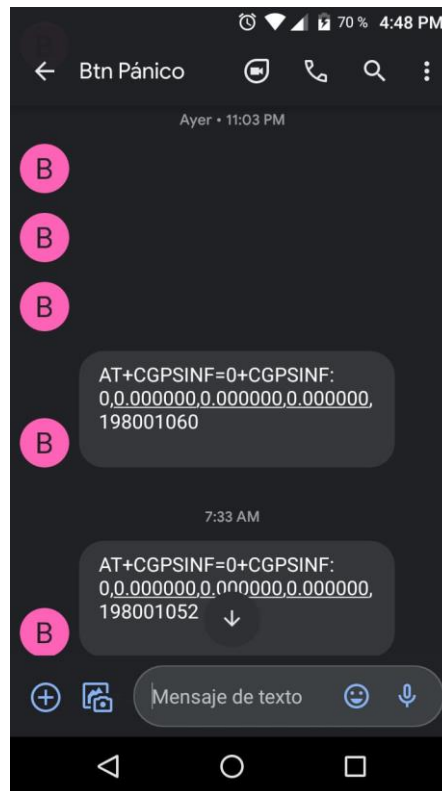 70 % 4:48 PM
Btn Pánico
Ayer • 11:03 PM
B
B
B
AT+CGPSINF=0+CGPSINF:
0,0.000000,0.000000,0.000000,
198001060
B
7:33 AM
AT+CGPSINF=0+CGPSINF:
0,0.000000,0.000000,0.000000,
198001052
B
Mensaje de texto